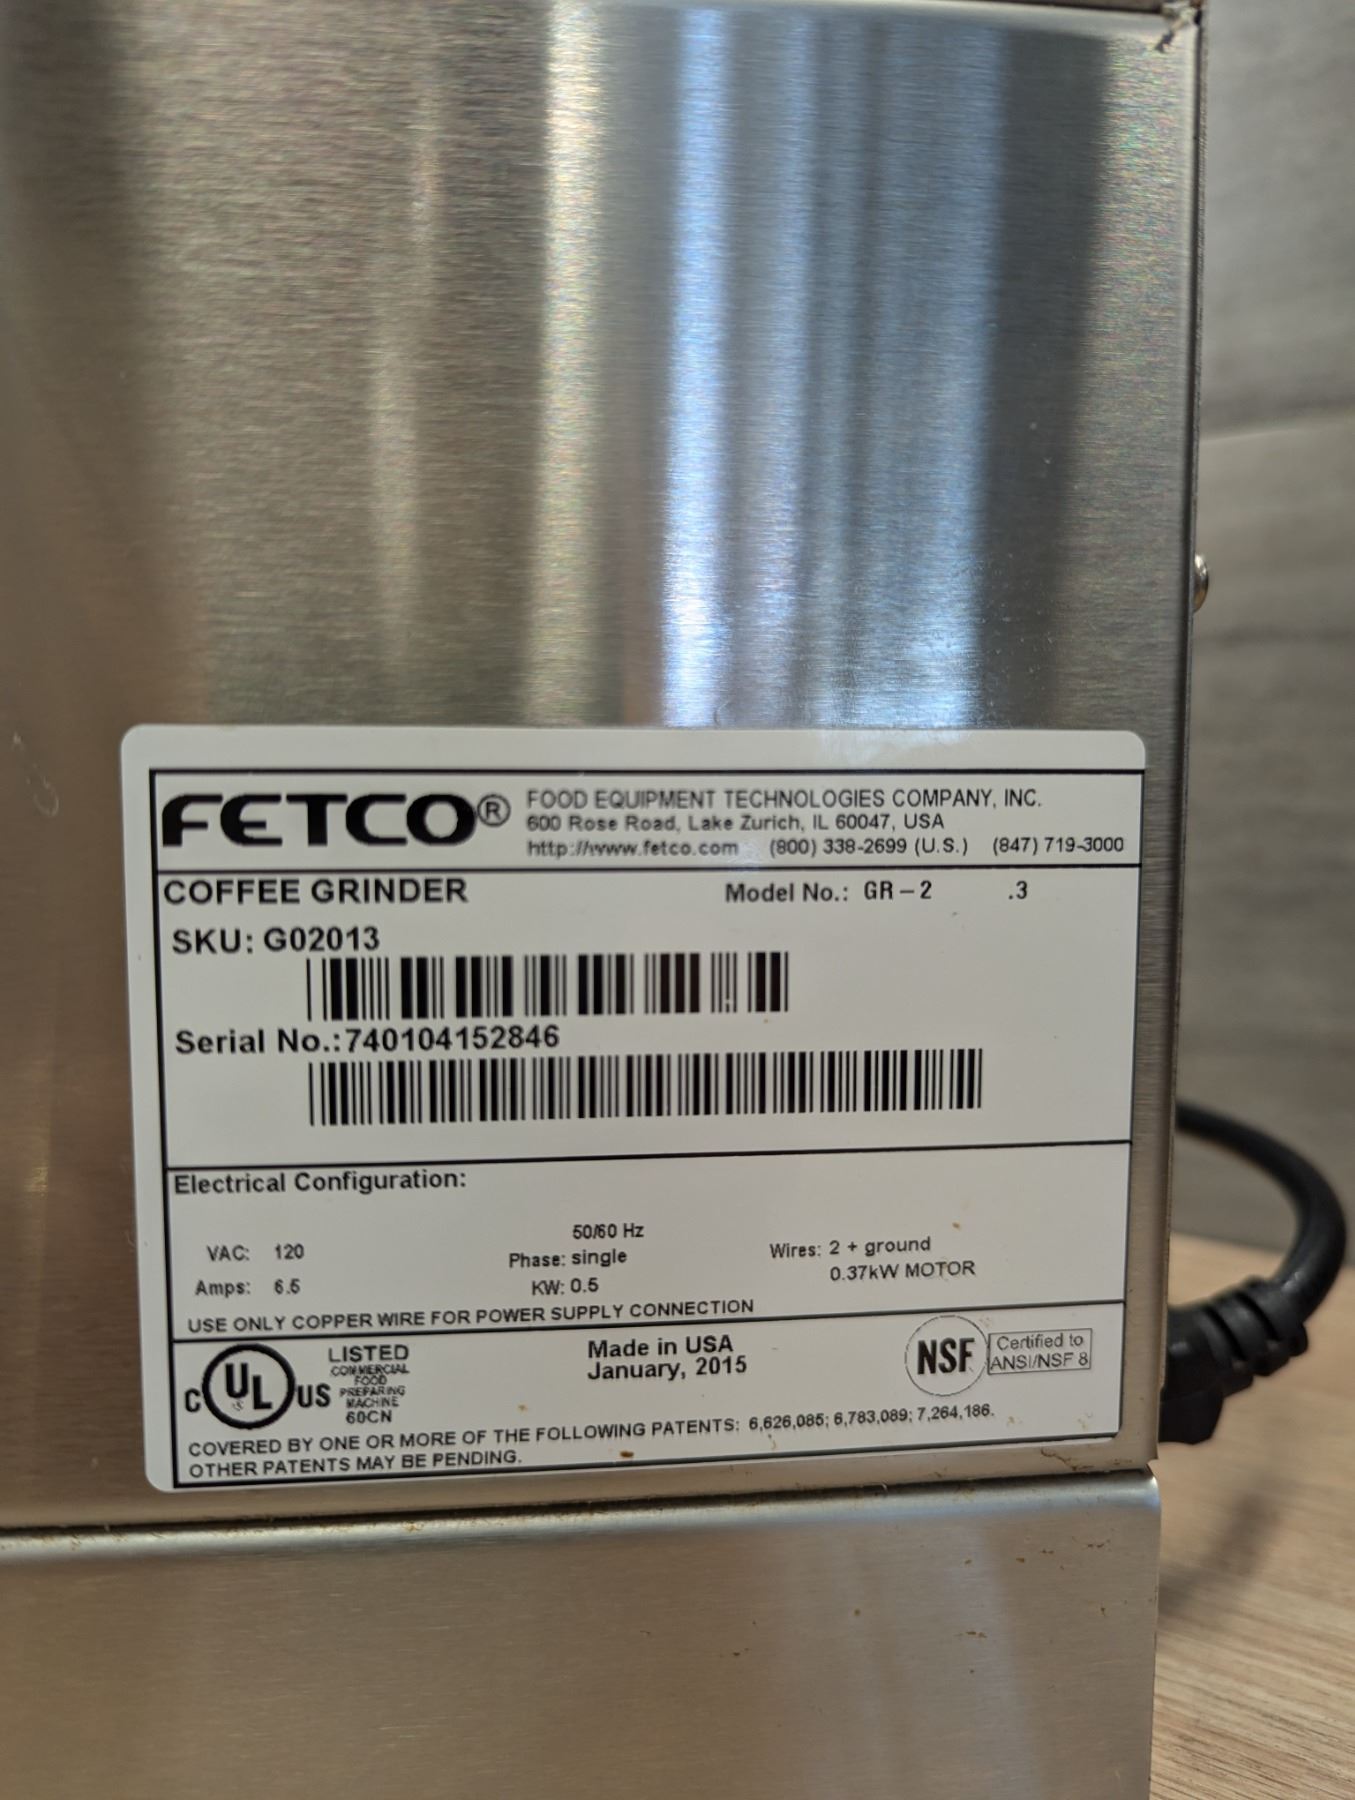 FETCO® FOOD EQUIPMENT TECHNOLOGIES COMPANY, INC.
600 Rose Road, Lake Zurich, IL 60047, USA
http://www.fetco.com (800) 338-2699 (U.S.) (847) 719-3000
COFFEE GRINDER Model No.: GR – 2 .3
SKU: G02013
Serial No.:740104152846
Electrical Configuration:
50/60 Hz
VAC: 120 Phase: single Wires: 2 + ground
Amps: 6.5 KW: 0.5 0.37kW MOTOR
USE ONLY COPPER WIRE FOR POWER SUPPLY CONNECTION
C UL US
LISTED
COMMERCIAL
FOOD
PREPARING
MACHINE
60CN
Made in USA
January, 2015
NSF
Certified to
ANSI/NSF 8
COVERED BY ONE OR MORE OF THE FOLLOWING PATENTS: 6,626,085; 6,783,089; 7,264,186.
OTHER PATENTS MAY BE PENDING.